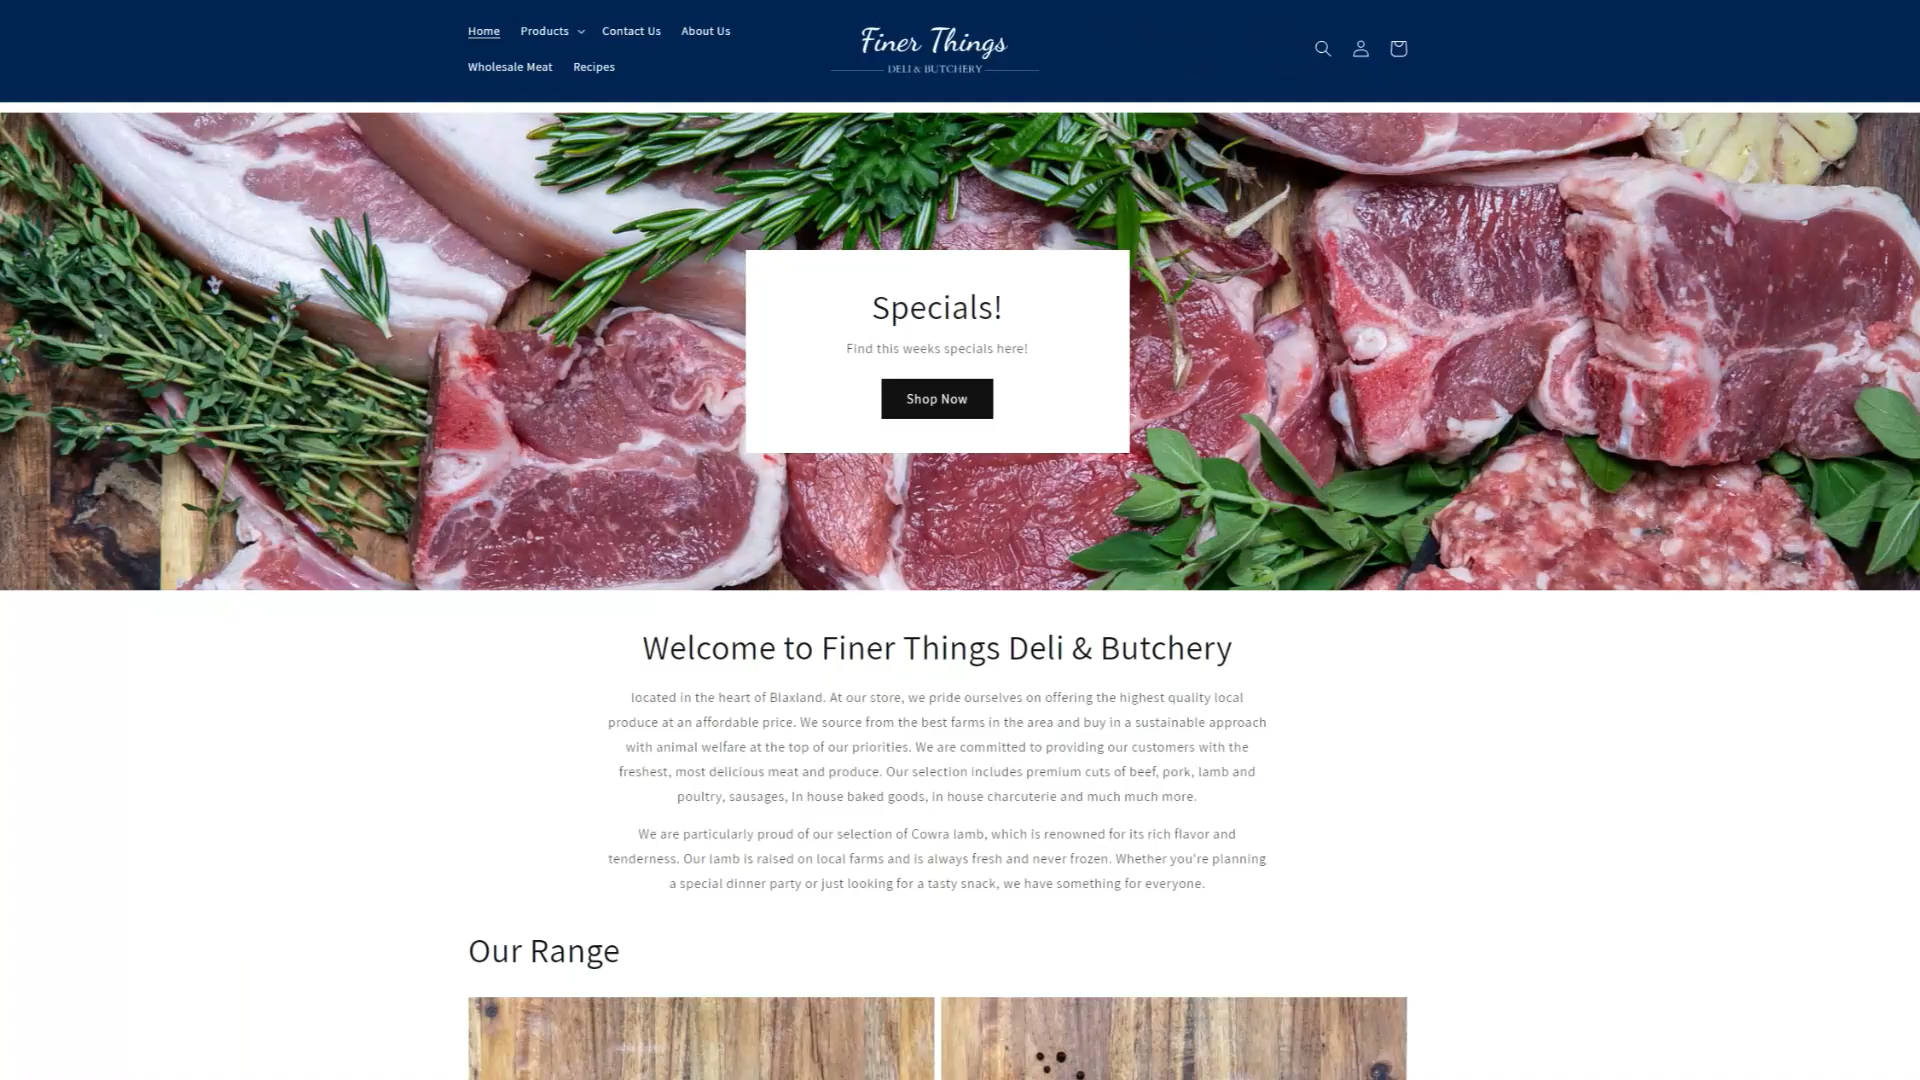 Home Products Contact Us About Us
Wholesale Meat Recipes
Finer Things
DELI & BUTCHERY
Specials!
Find this weeks specials here!
Shop Now
Welcome to Finer Things Deli & Butchery
located in the heart of Blaxland. At our store, we pride ourselves on offering the highest quality local
produce at an affordable price. We source from the best farms in the area and buy in a sustainable approach
with animal welfare at the top of our priorities. We are committed to providing our customers with the
freshest, most delicious meat and produce. Our selection includes premium cuts of beef, pork, lamb and
poultry, sausages, In house baked goods, in house charcuterie and much much more.
We are particularly proud of our selection of Cowra lamb, which is renowned for its rich flavor and
tenderness. Our lamb is raised on local farms and is always fresh and never frozen. Whether you're planning
a special dinner party or just looking for a tasty snack, we have something for everyone.
Our Range